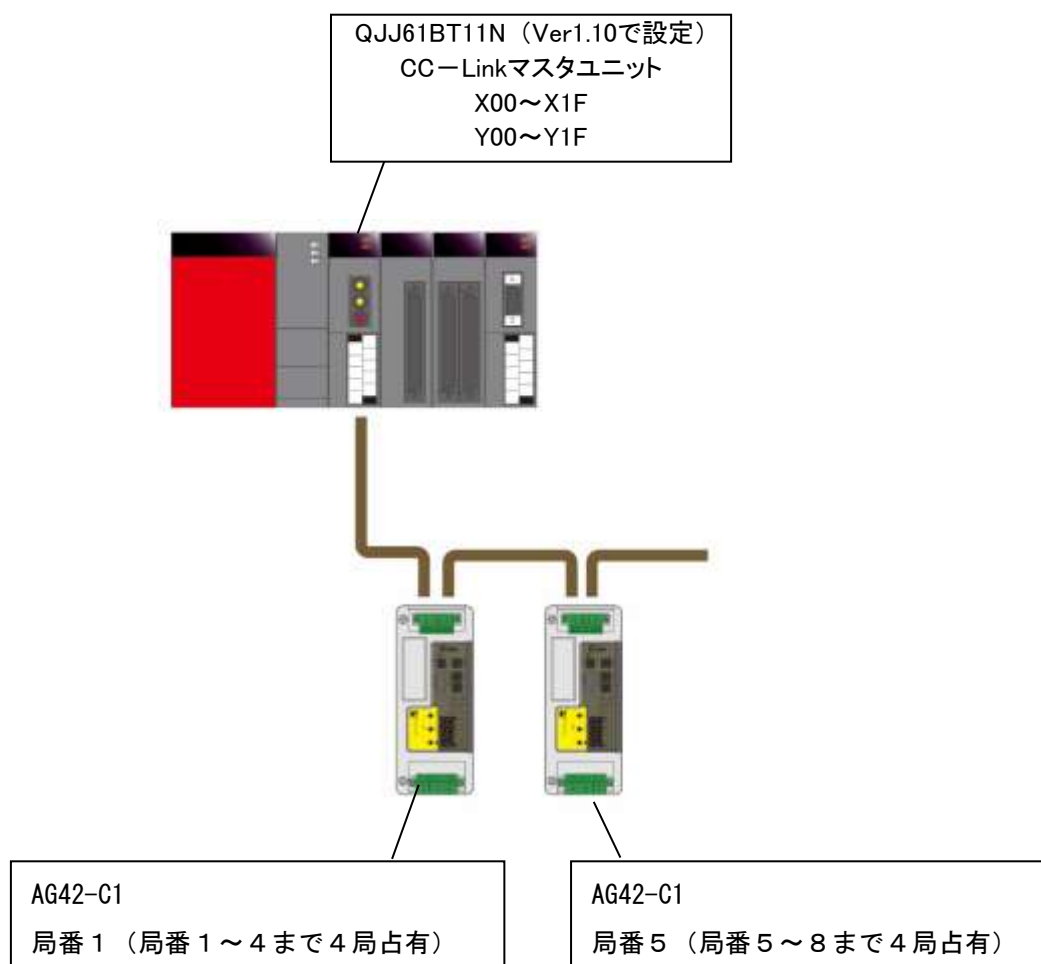 QJJ61BT11N（Ver1.10で設定）
CC－Linkマスタユニット
X00～X1F
Y00～Y1F
AG42-C1
局番１（局番１～４まで４局占有）
AG42-C1
局番５（局番５～８まで４局占有）